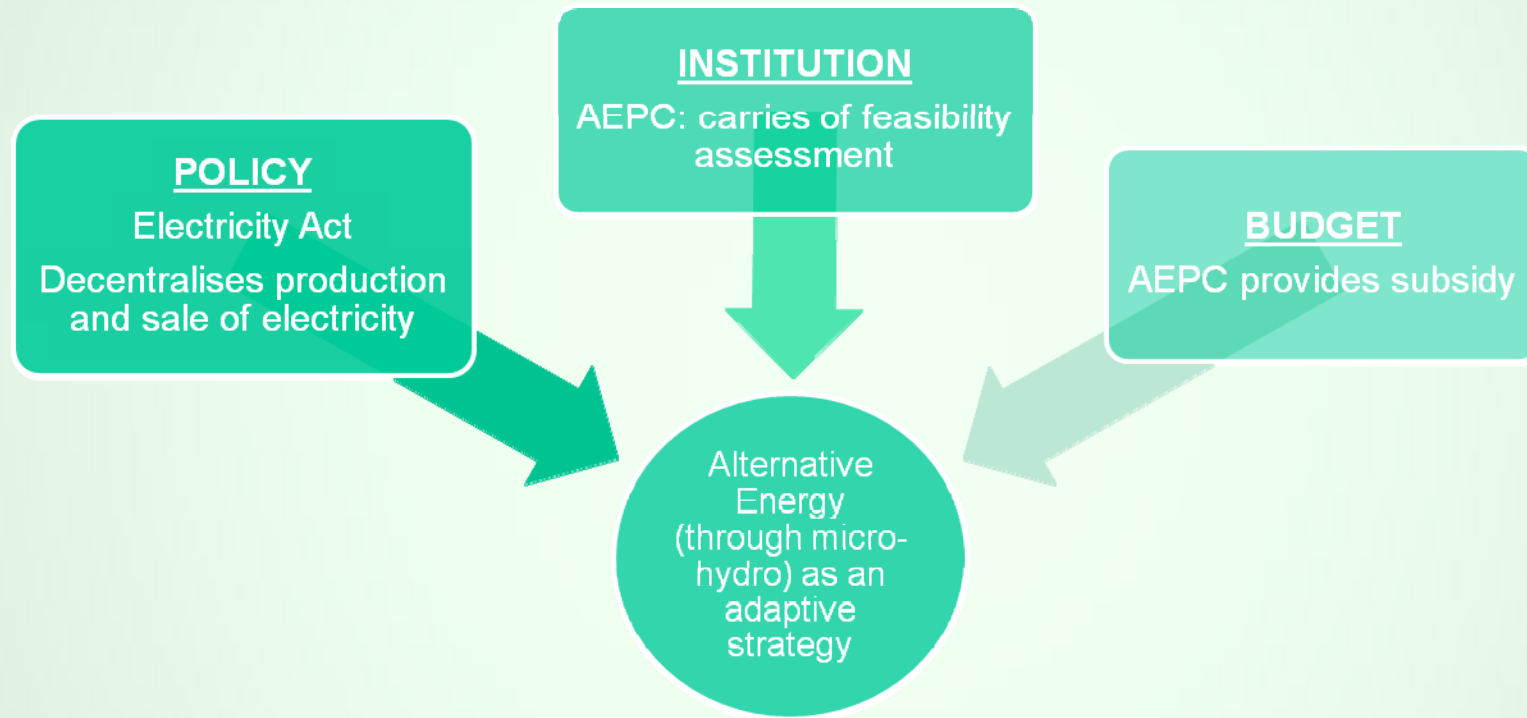 POLICY
Electricity Act
Decentralises production
and sale of electricity
INSTITUTION
AEPC: carries of feasibility
assessment
BUDGET
AEPC provides subsidy
Alternative
Energy
(through micro-
hydro) as an
adaptive
strategy